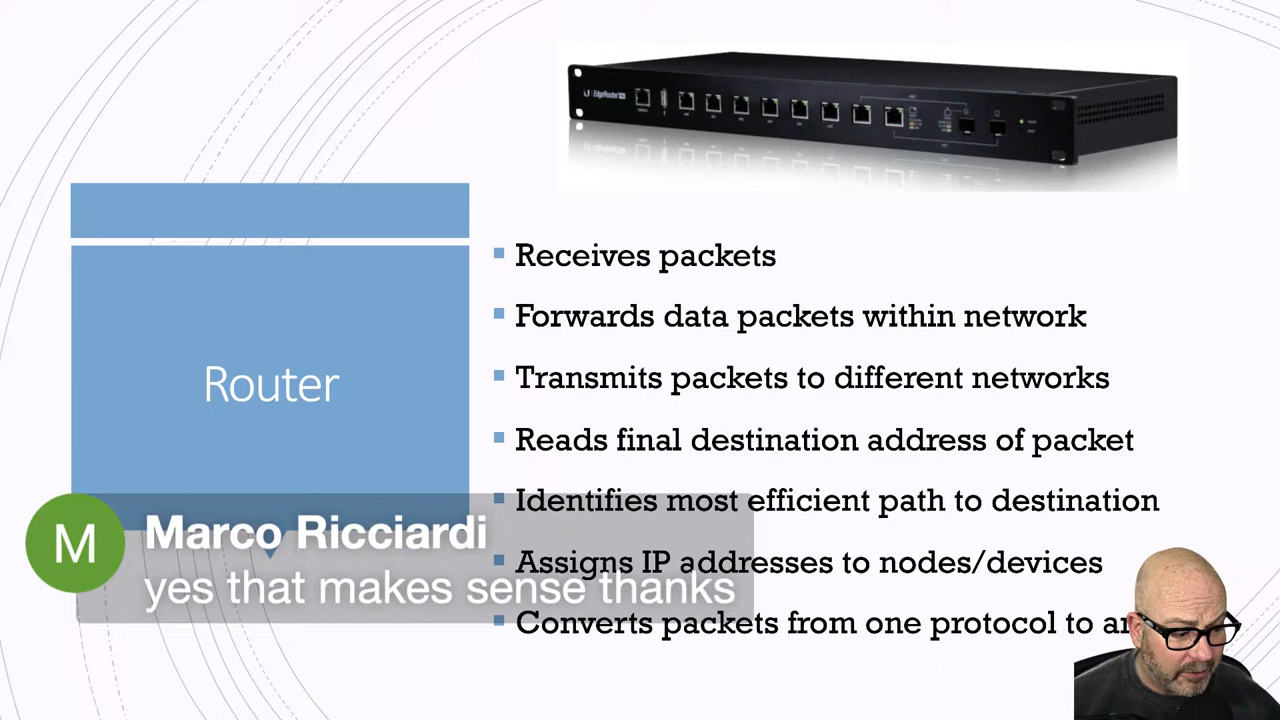 EdgeRouter
Router
Receives packets
Forwards data packets within network
Transmits packets to different networks
Reads final destination address of packet
Identifies most efficient path to destination
Assigns IP addresses to nodes/devices
Converts packets from one protocol to
M
Marco Ricciardi
yes that makes sense thanks